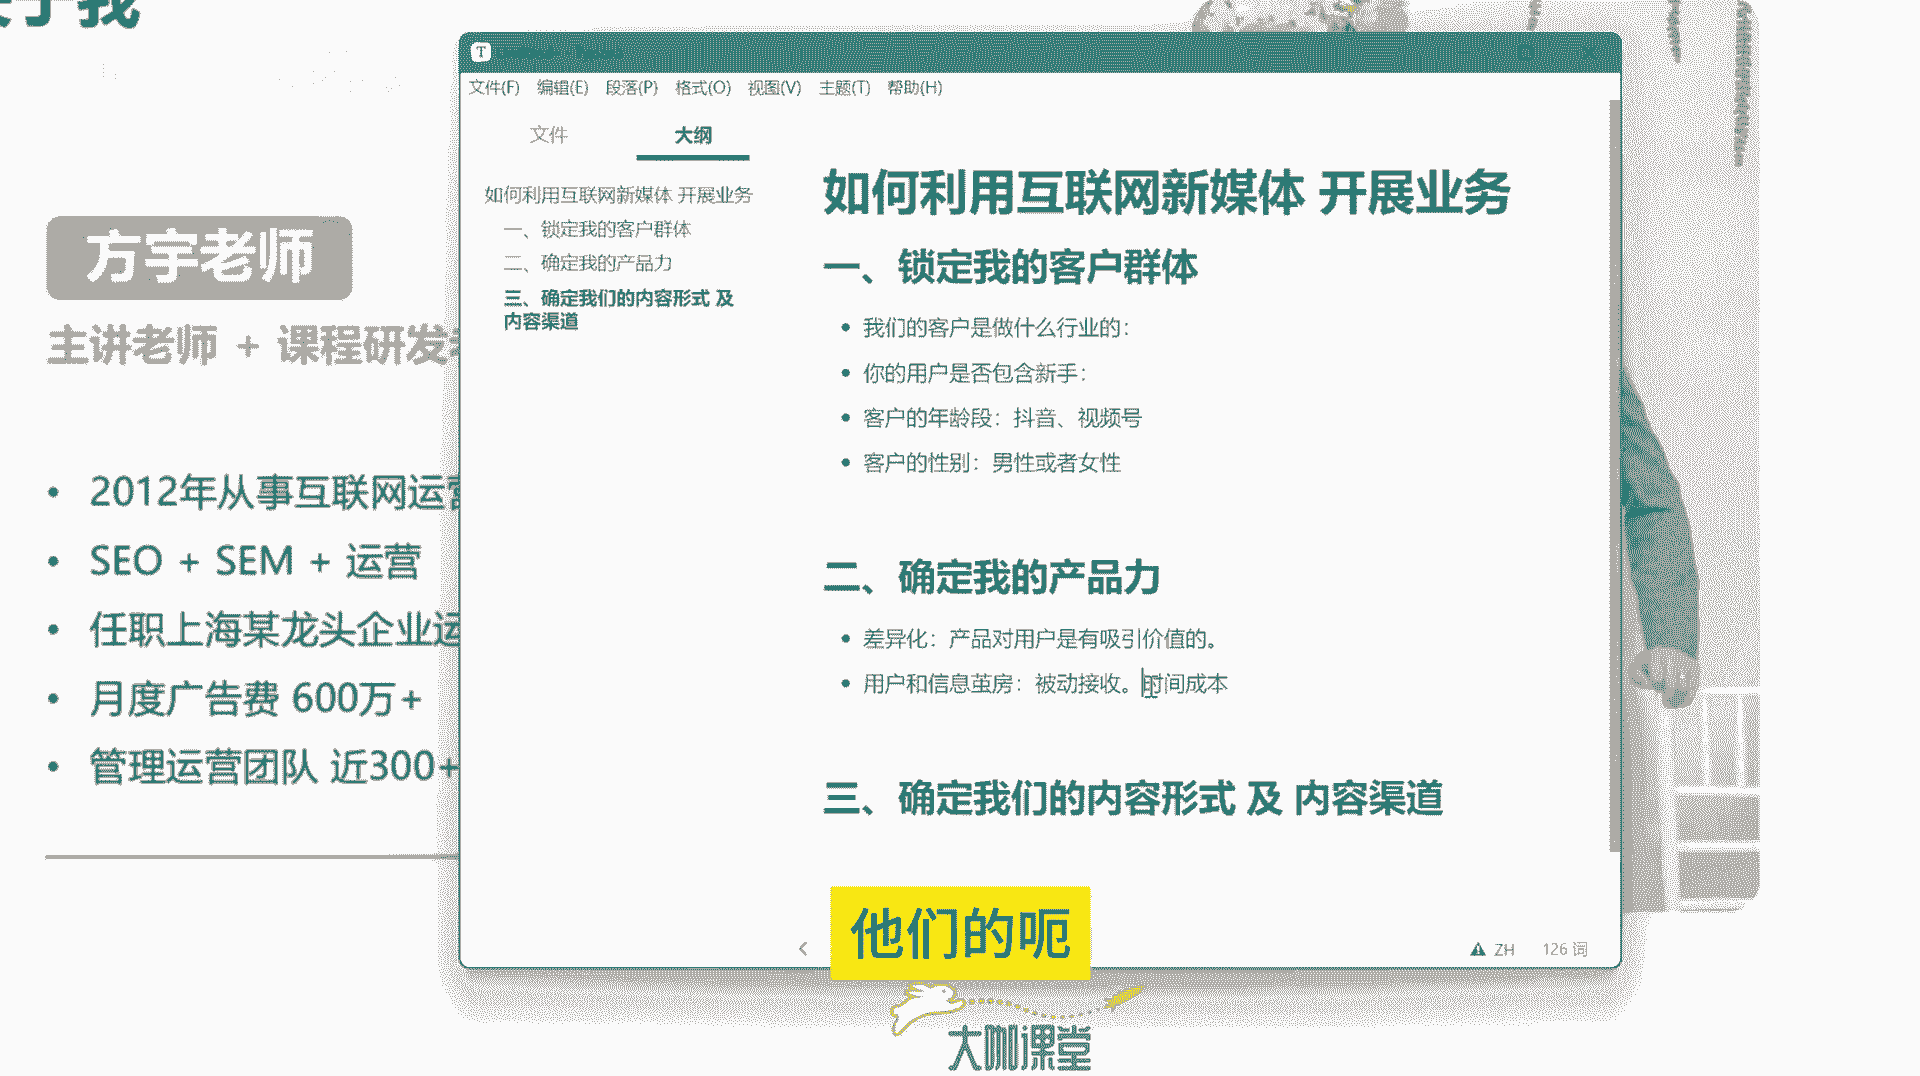 方宇老师
主讲老师 + 课程研发
2012年从事互联网运营
SEO + SEM + 运营
任职上海某龙头企业运
月度广告费 600万+
管理运营团队 近300+
T
文件(F) 编辑(E) 段落(P) 格式(O) 视图(V) 主题(T) 帮助(H)
文件 大纲
如何利用互联网新媒体 开展业务
一、锁定我的客户群体
二、确定我的产品力
三、确定我们的内容形式 及
内容渠道
如何利用互联网新媒体 开展业务
一、锁定我的客户群体
我们的客户是做什么行业的：
你的用户是否包含新手：
客户的年龄段：抖音、视频号
客户的性别：男性或者女性
二、确定我的产品力
差异化：产品对用户是有吸引价值的。
用户和信息茧房：被动接收。时间成本
三、确定我们的内容形式 及 内容渠道
ZH 126 词
他们的呃
大咖课堂